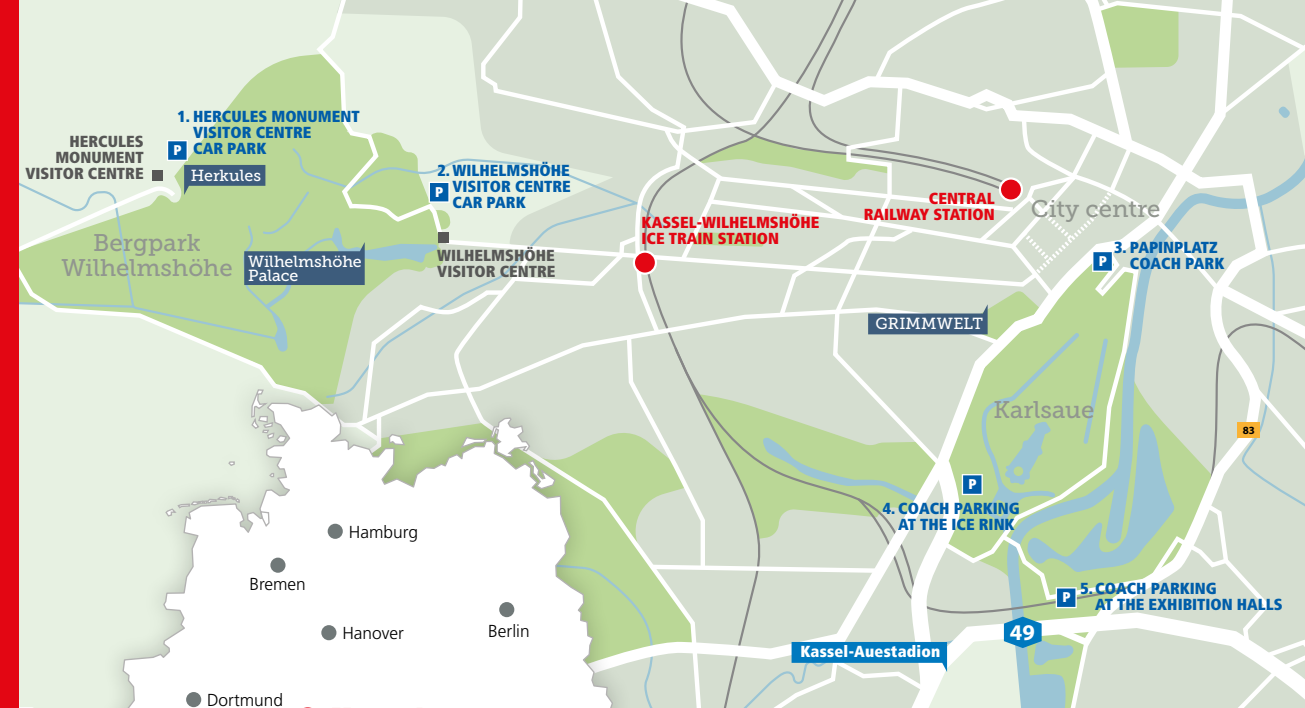 1. HERCULES MONUMENT
VISITOR CENTRE
CAR PARK
P
HERCULES
MONUMENT
VISITOR CENTRE
Herkules
2. WILHELMSHÖHE
VISITOR CENTRE
CAR PARK
P
Bergpark
Wilhelmshöhe
Wilhelmshöhe
Palace
WILHELMSHÖHE
VISITOR CENTRE
KASSEL-WILHELMSHÖHE
ICE TRAIN STATION
CENTRAL
RAILWAY STATION
City centre
P
3. PAPINPLATZ
COACH PARK
GRIMMWELT
Karlsaue
83
P
4. COACH PARKING
AT THE ICE RINK
P
5. COACH PARKING
AT THE EXHIBITION HALLS
49
Kassel-Auestadion
Hamburg
Bremen
Hanover
Berlin
Dortmund